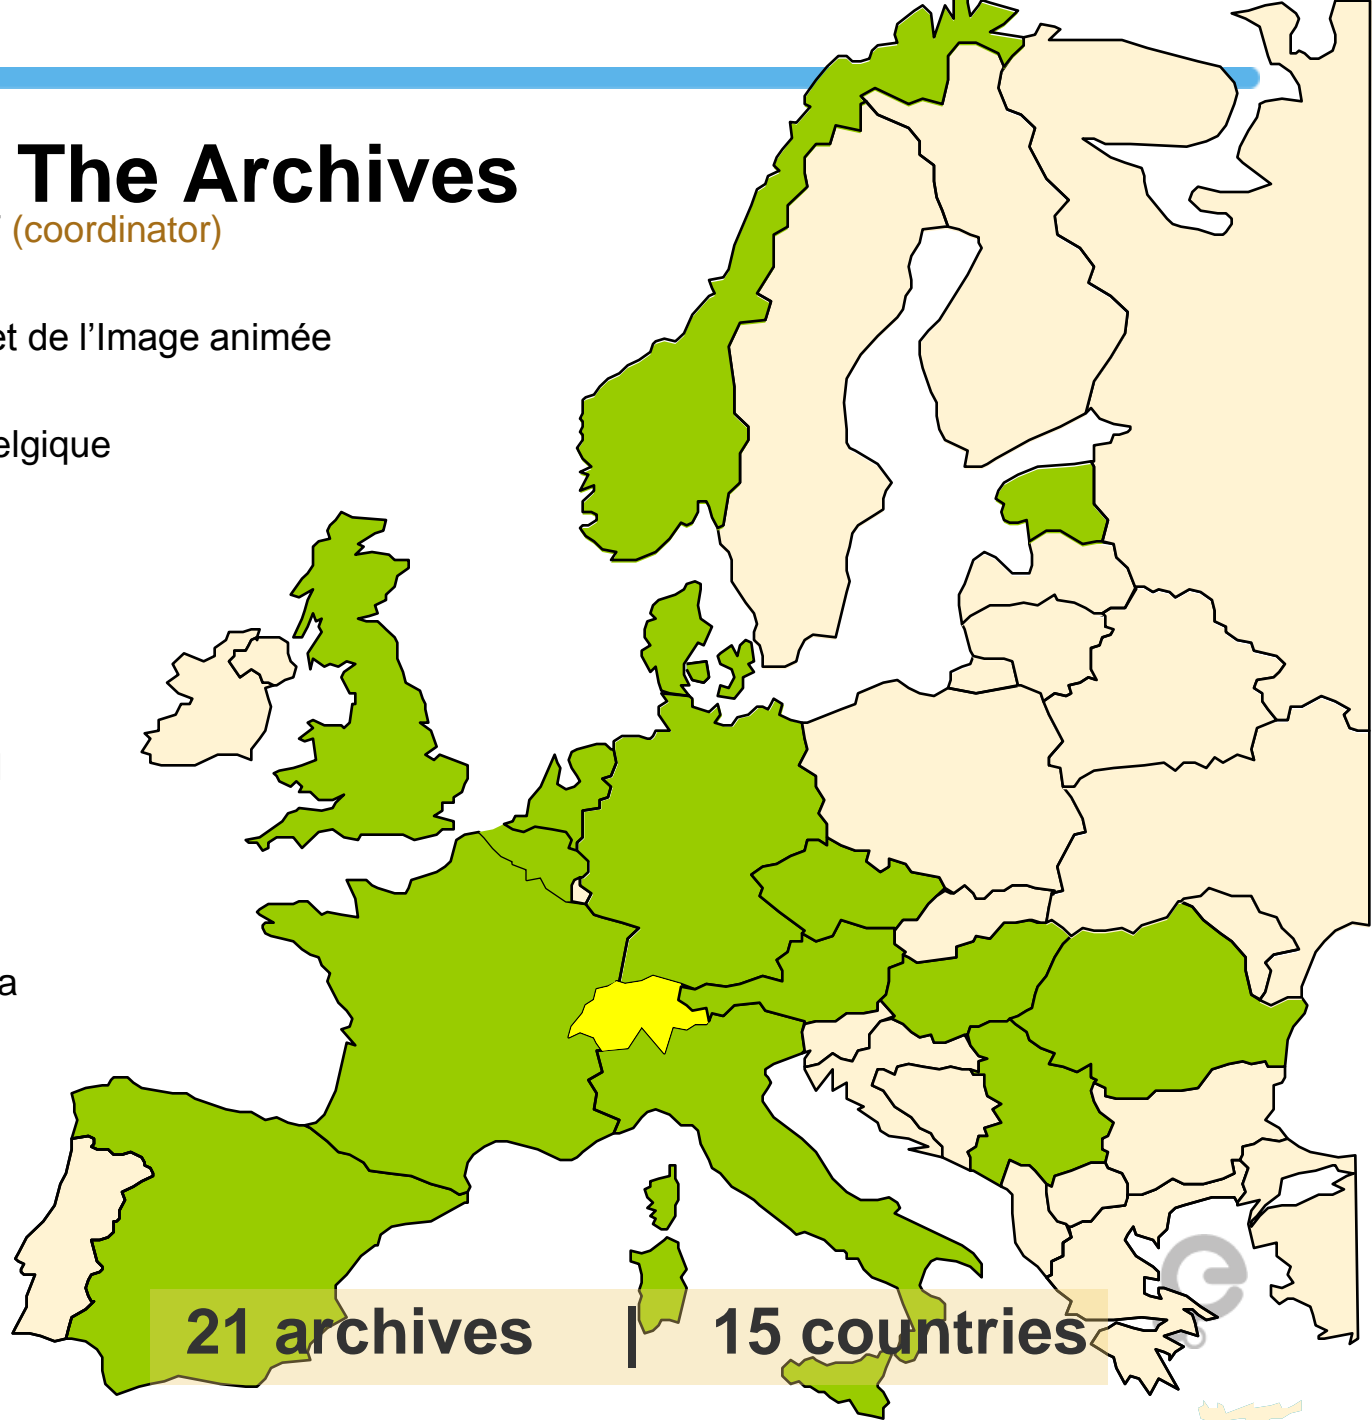 The Archives
(coordinator)
et de l’Image animée
elgique
a
21 archives | 15 countries